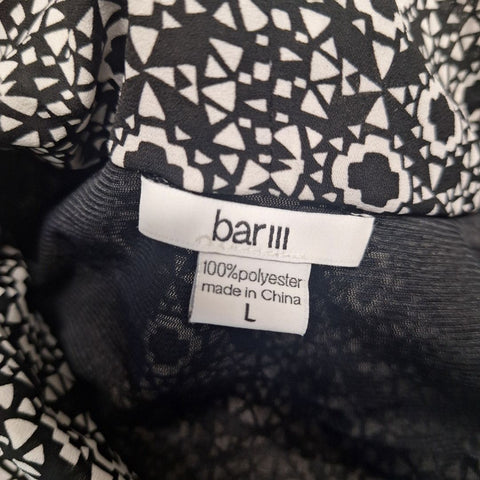 bar III
100% polyester
made in China
L